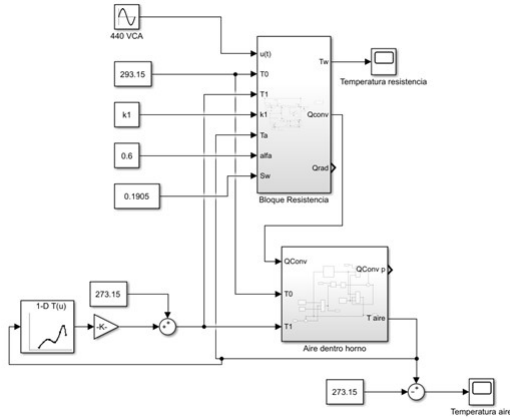 440 VCA
293.15
k1
0.6
0.1905
u(t)
T0
T1
k1
Ta
alfa
Sw
Tw
Qconv
Qrad
Bloque Resistencia
Temperatura resistencia
QConv
T0
T1
QConv p
T aire
Aire dentro horno
273.15
1-D T(u)
-K-
273.15
Temperatura aire